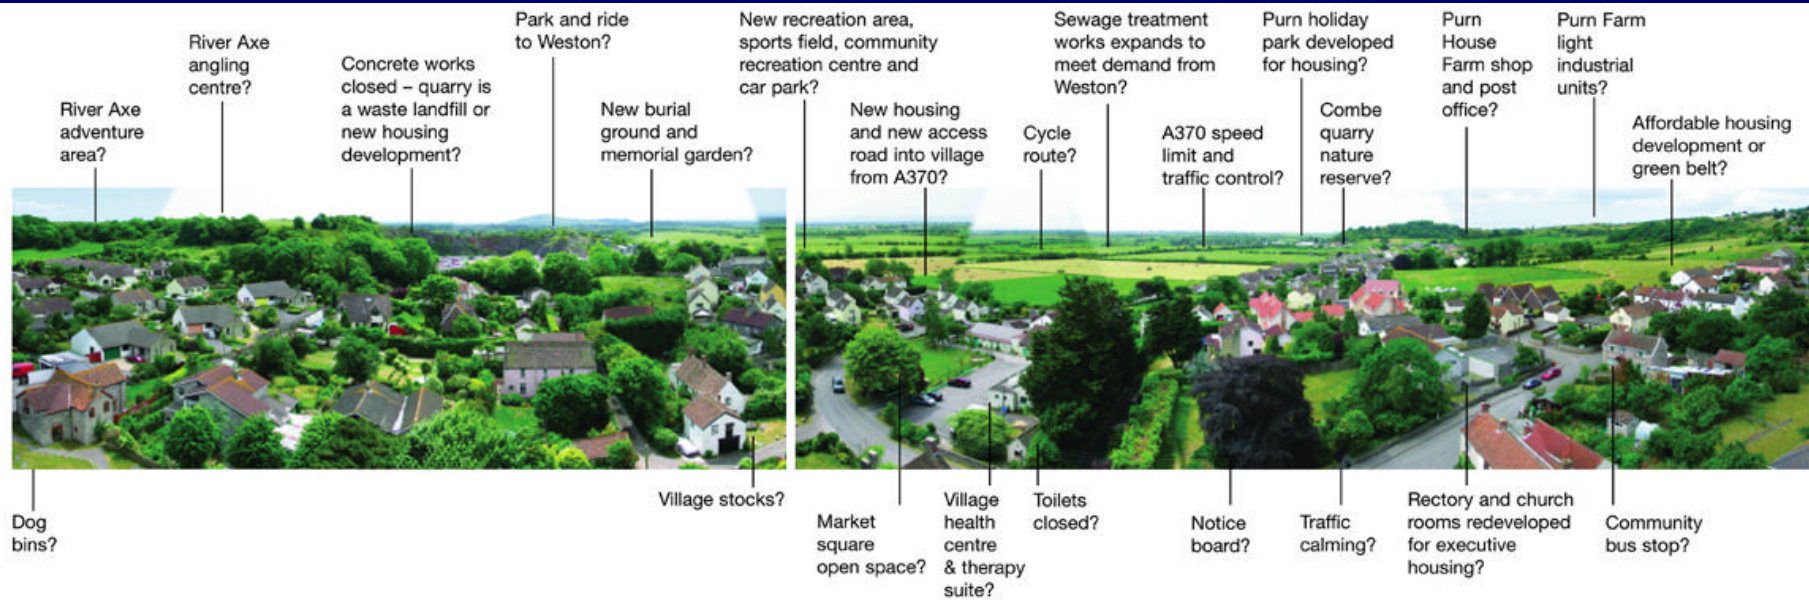 River Axe
adventure
area?
River Axe
angling
centre?
Concrete works
closed – quarry is
a waste landfill or
new housing
development?
Park and ride
to Weston?
New burial
ground and
memorial garden?
New recreation area,
sports field, community
recreation centre and
car park?
New housing
and new access
road into village
from A370?
Cycle
route?
Sewage treatment
works expands to
meet demand from
Weston?
A370 speed
limit and
traffic control?
Purn holiday
park developed
for housing?
Combe
quarry
nature
reserve?
Purn
House
Farm shop
and post
office?
Purn Farm
light
industrial
units?
Affordable housing
development or
green belt?
Dog
bins?
Village stocks?
Market
square
open space?
Village
health
centre
& therapy
suite?
Toilets
closed?
Notice
board?
Traffic
calming?
Rectory and church
rooms redeveloped
for executive
housing?
Community
bus stop?